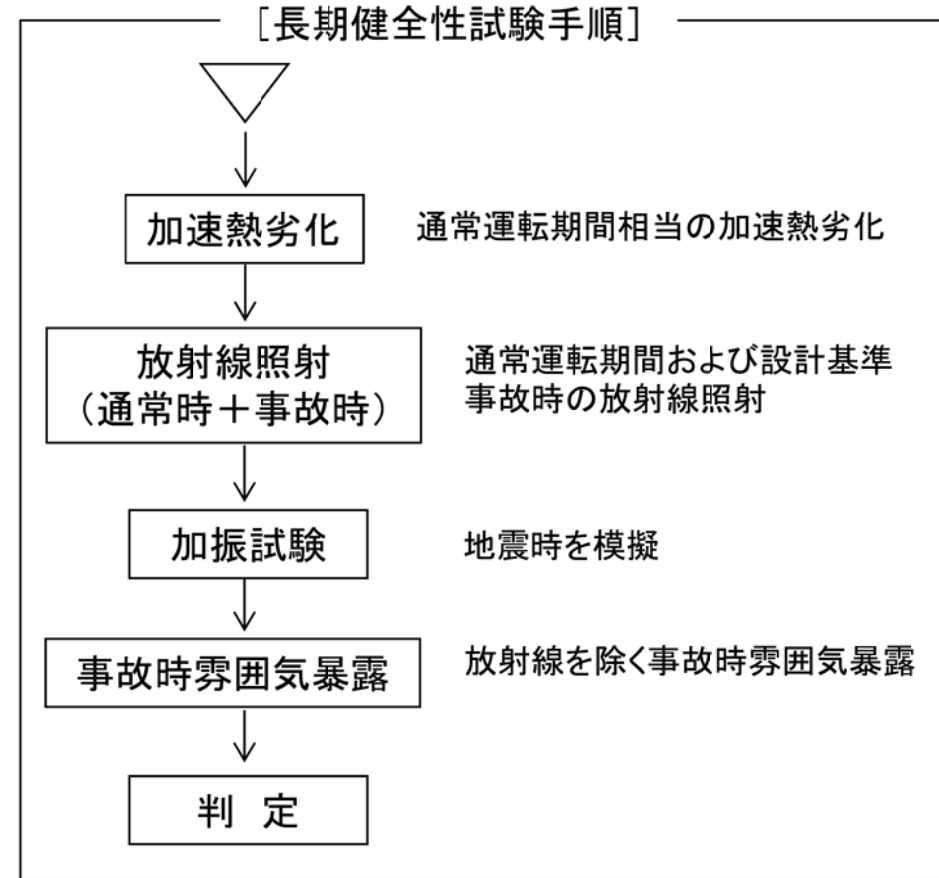 ［長期健全性試験手順］
加速熱劣化
通常運転期間相当の加速熱劣化
放射線照射
（通常時＋事故時）
通常運転期間および設計基準
事故時の放射線照射
加振試験
地震時を模擬
事故時雰囲気暴露
放射線を除く事故時雰囲気暴露
判　定